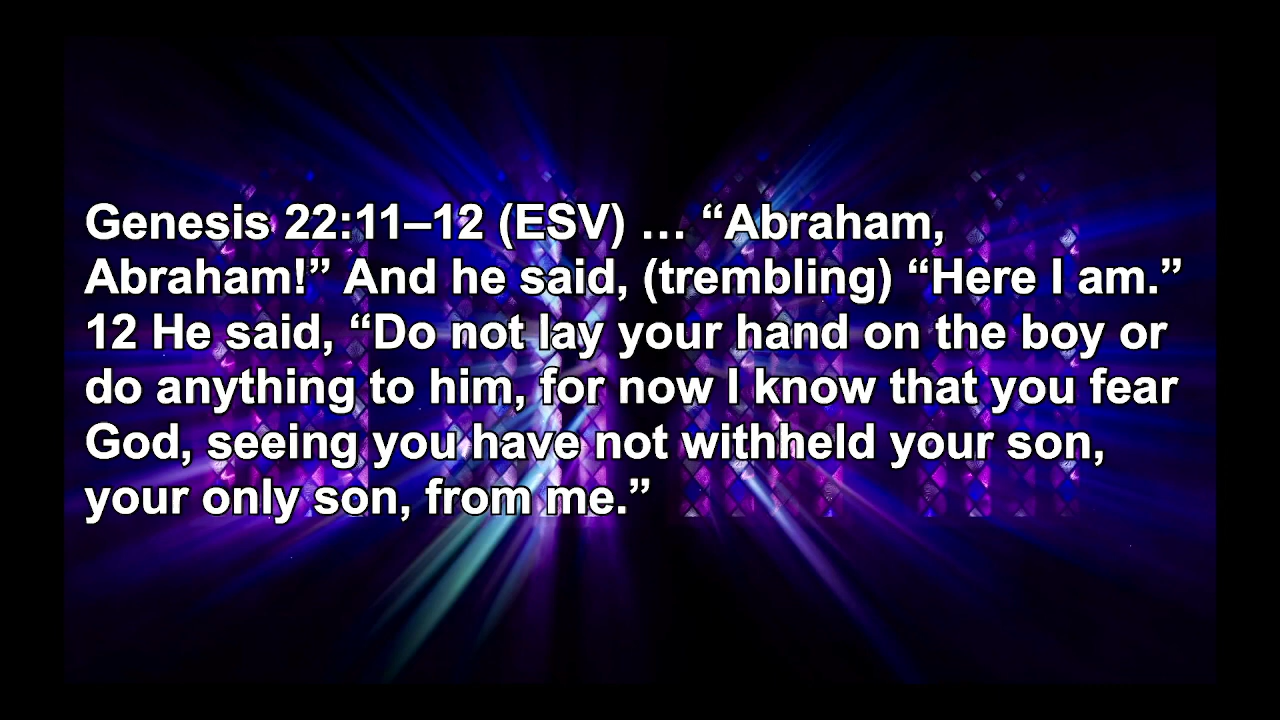 Genesis 22:11–12 (ESV) … “Abraham,
Abraham!” And he said, (trembling) “Here I am.”
12 He said, “Do not lay your hand on the boy or
do anything to him, for now I know that you fear
God, seeing you have not withheld your son,
your only son, from me.”